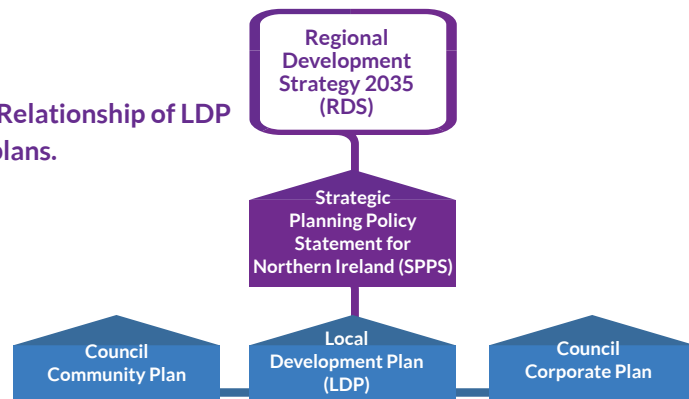 Regional
Development
Strategy 2035
(RDS)
Relationship of LDP
plans.
Strategic
Planning Policy
Statement for
Northern Ireland (SPPS)
Council
Community Plan
Local
Development Plan
(LDP)
Council
Corporate Plan